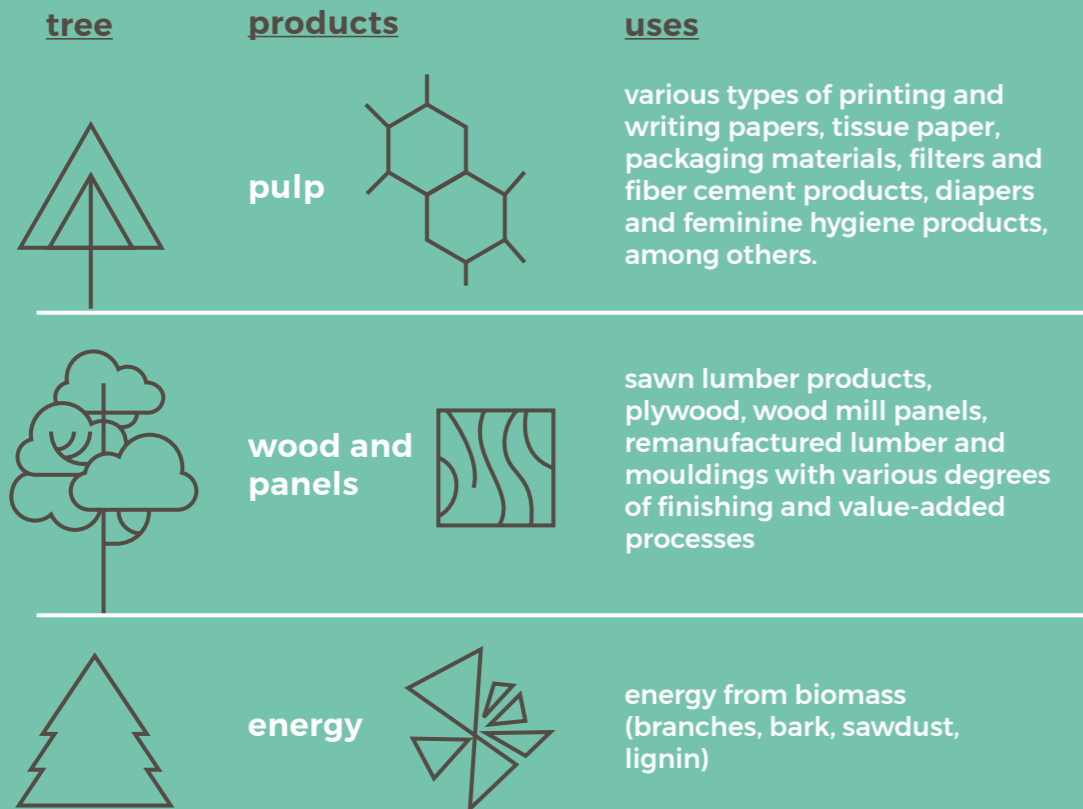 tree
products
uses
pulp
various types of printing and
writing papers, tissue paper,
packaging materials, filters and
fiber cement products, diapers
and feminine hygiene products,
among others.
wood and
panels
sawn lumber products,
plywood, wood mill panels,
remanufactured lumber and
mouldings with various degrees
of finishing and value-added
processes
energy
energy from biomass
(branches, bark, sawdust,
lignin)